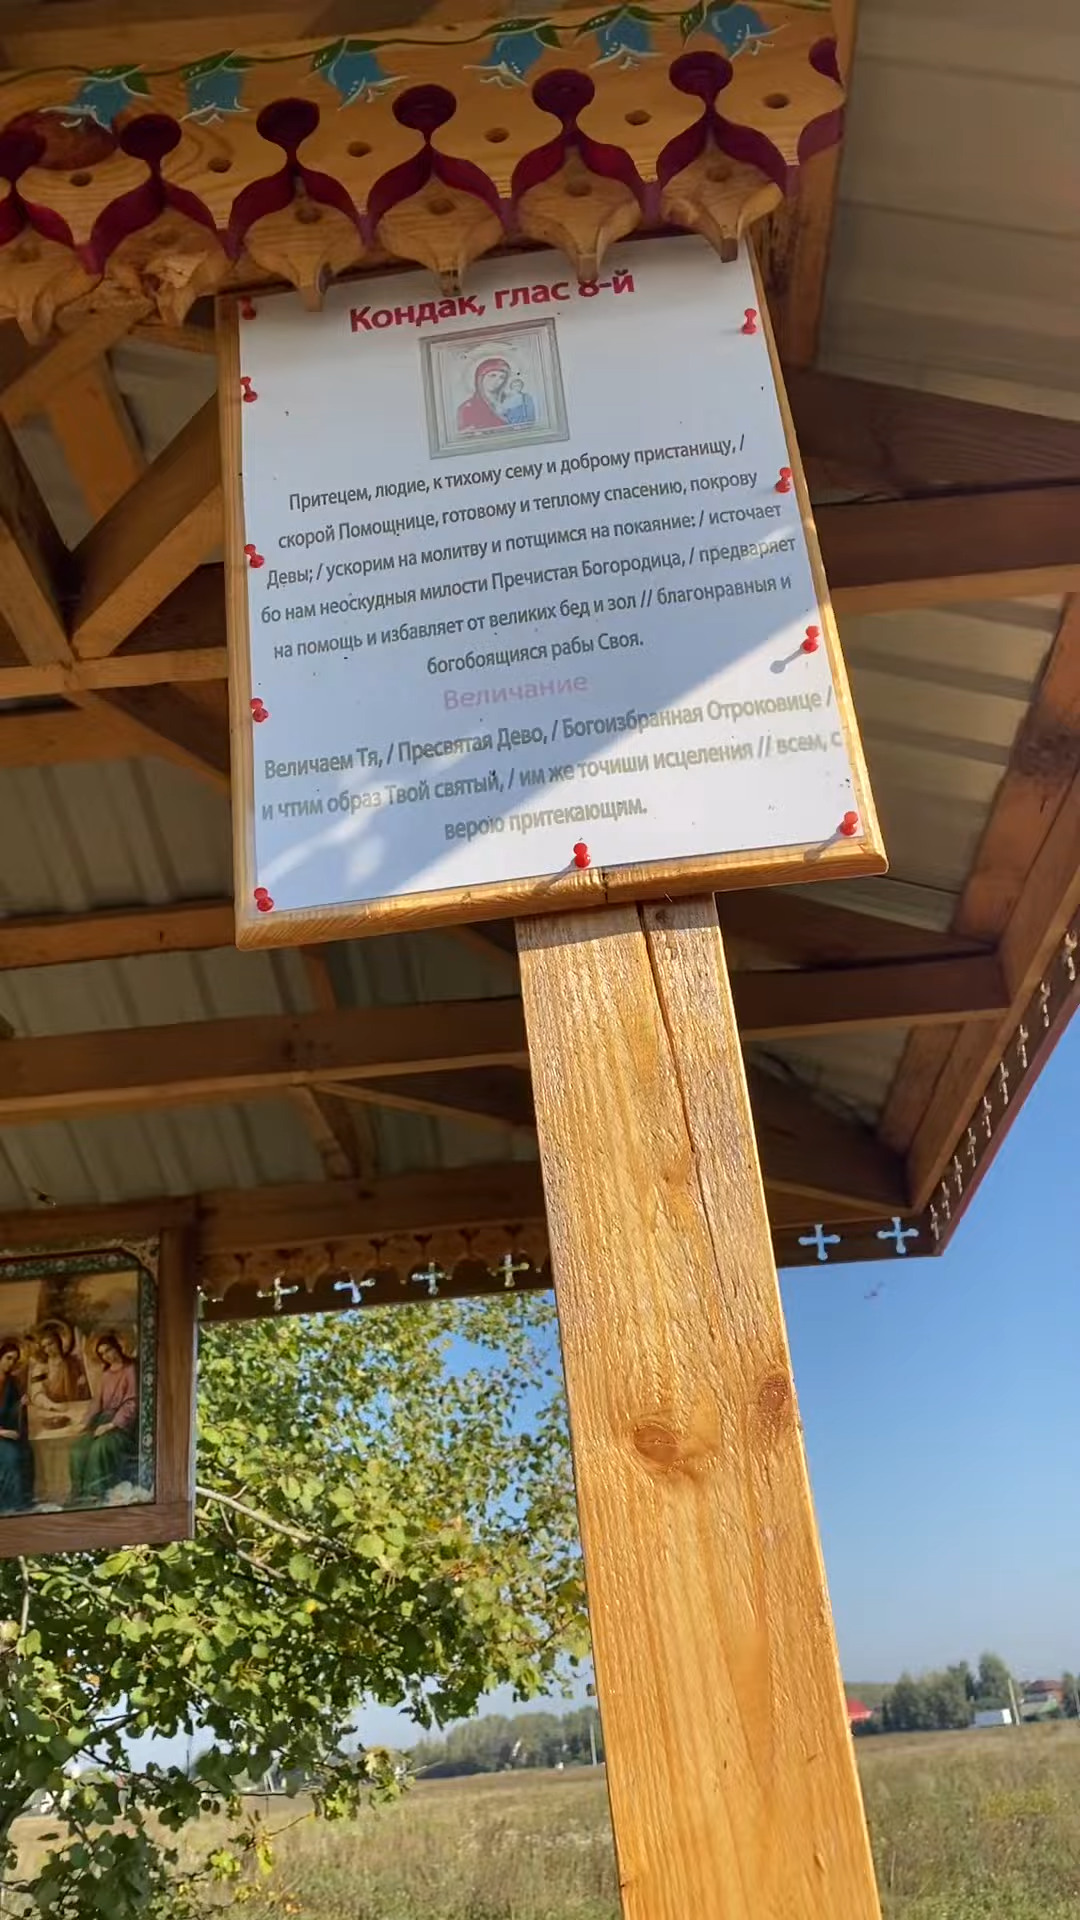 Кондак, глас 8-й
Притецем, людие, к тихому сему и доброму пристанищу, /
скорой Помощнице, готовому и теплому спасению, покрову
Девы; / ускорим на молитву и потщимся на покаяние: / источает
бо нам неоскудныя милости Пречистая Богородица, / предваряет
на помощь и избавляет от великих бед и зол // благонравныя и
богобоящияся рабы Своя.
Величание
Величаем Тя, / Пресвятая Дево, / Богоизбранная Отроковице /
и чтим образ Твой святый, / им же точиши исцеления // всем, с
верою притекающим.